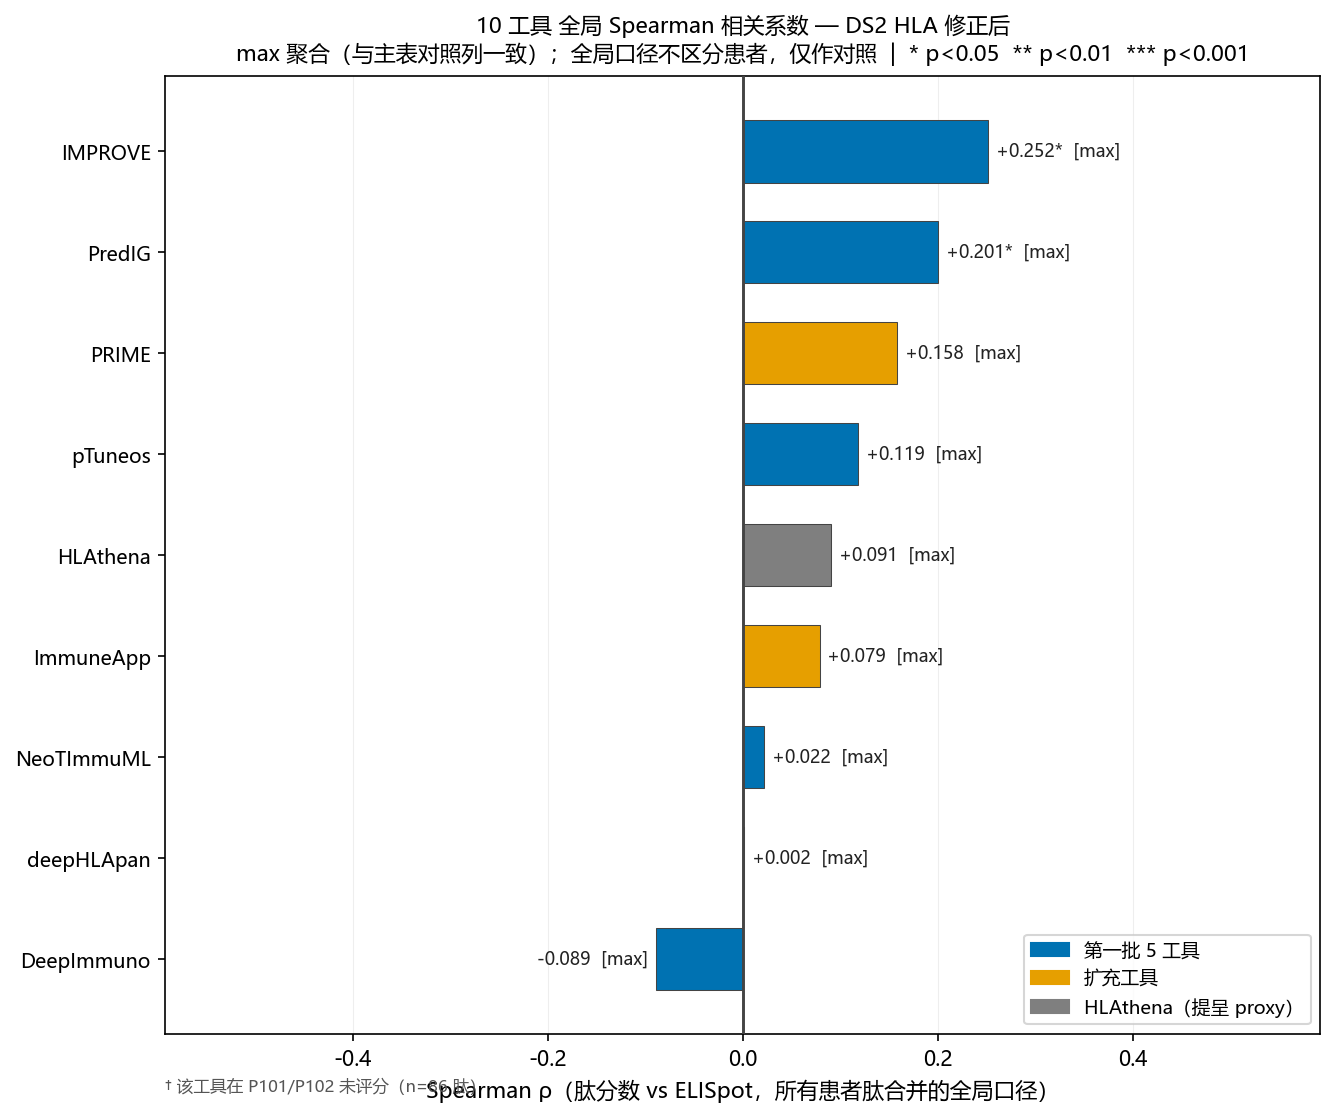 10 工具 全局 Spearman 相关系数 — DS2 HLA 修正后
max 聚合（与主表对照列一致）；全局口径不区分患者，仅作对照 | * p<0.05 ** p<0.01 *** p<0.001
IMPROVE +0.252* [max]
PredIG +0.201* [max]
PRIME +0.158 [max]
pTuneos +0.119 [max]
HLAthena +0.091 [max]
ImmuneApp +0.079 [max]
NeoTImmuML +0.022 [max]
deepHLApan +0.002 [max]
DeepImmuno -0.089 [max]
第一批 5 工具
扩充工具
HLAthena（提呈 proxy）
-0.4 -0.2 0.0 0.2 0.4
† 该工具在 P101/P102 未评分（n=86 肽）
Spearman ρ（肽分数 vs ELISpot，所有患者肽合并的全局口径）